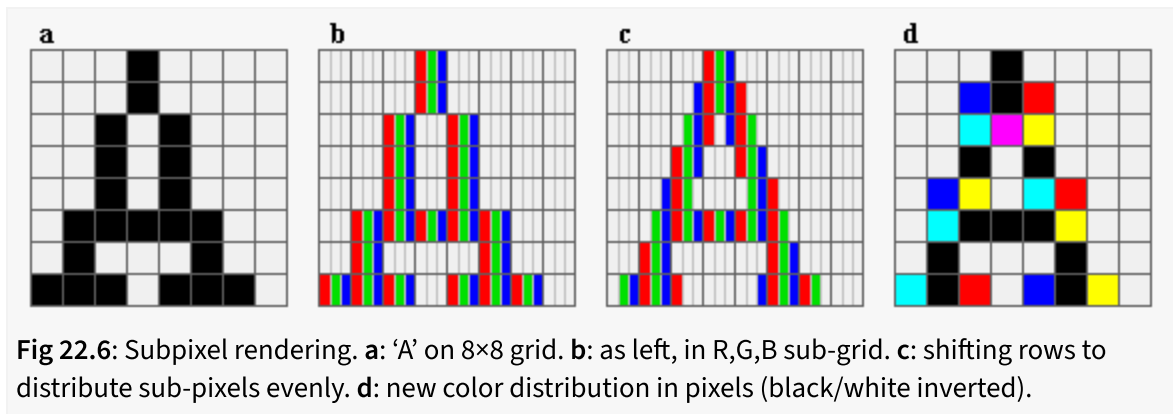 a b c d
Fig 22.6: Subpixel rendering. a: ‘A’ on 8×8 grid. b: as left, in R,G,B sub-grid. c: shifting rows to
distribute sub-pixels evenly. d: new color distribution in pixels (black/white inverted).